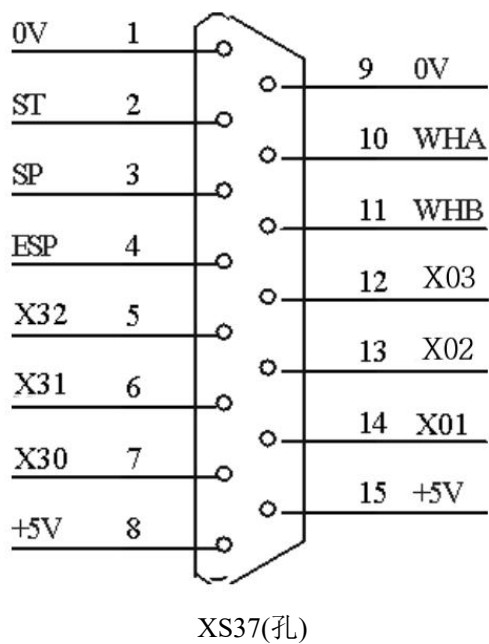 0V 1
9 0V
ST 2
10 WHA
SP 3
11 WHB
ESP 4
12 X03
X32 5
13 X02
X31 6
14 X01
X30 7
15 +5V
+5V 8
XS37(孔)